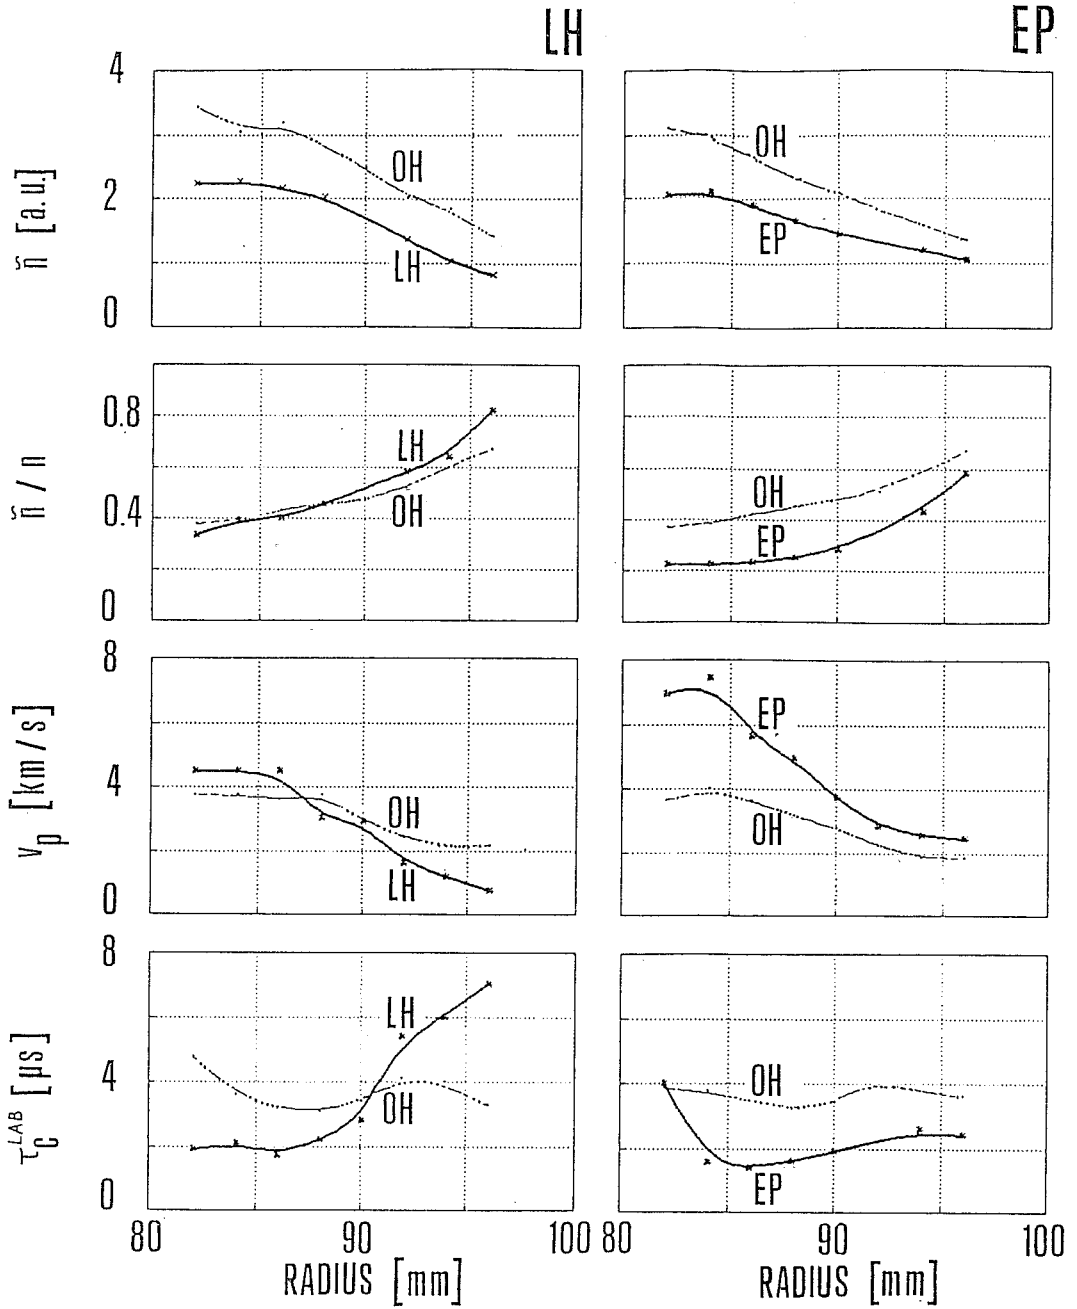 LH EP
4
2
0
ñ [a.u.]
OH
LH
OH
EP
0.8
0.4
0
ñ / n
LH
OH
OH
EP
8
4
0
v_p [km/s]
OH
LH
EP
OH
8
4
0
τ_C^LAB [μs]
LH
OH
OH
EP
80 90 100 80 90 100
RADIUS [mm] RADIUS [mm]